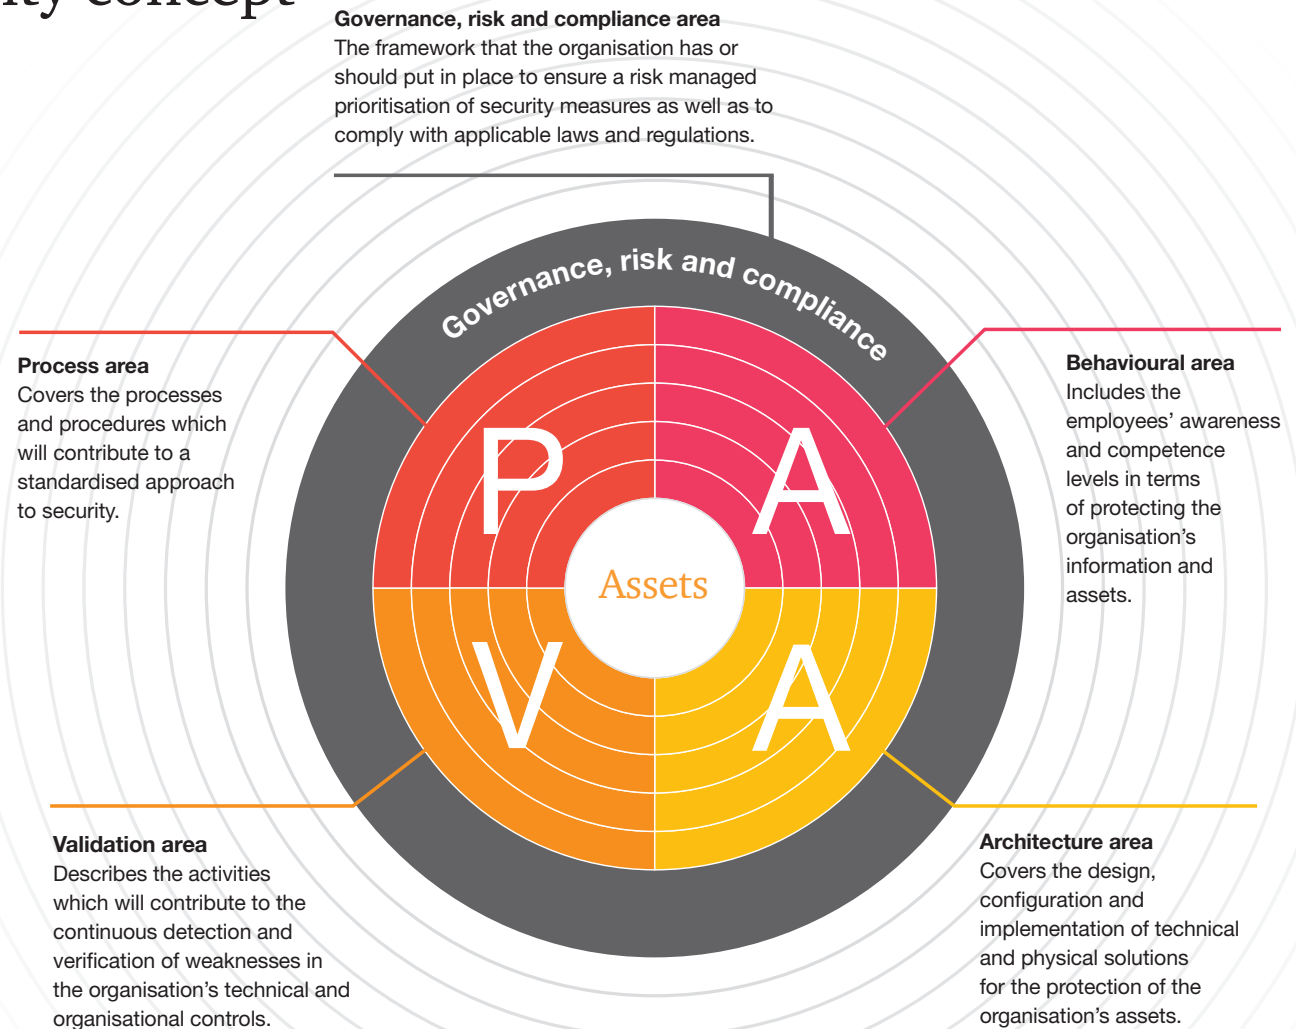 concept
Governance, risk and compliance area
The framework that the organisation has or
should put in place to ensure a risk managed
prioritisation of security measures as well as to
comply with applicable laws and regulations.
Governance, risk and compliance
Process area
Covers the processes
and procedures which
will contribute to a
standardised approach
to security.
Behavioural area
Includes the
employees’ awareness
and competence
levels in terms
of protecting the
organisation’s
information and
assets.
P
A
Assets
V
A
Validation area
Describes the activities
which will contribute to the
continuous detection and
verification of weaknesses in
the organisation’s technical and
organisational controls.
Architecture area
Covers the design,
configuration and
implementation of technical
and physical solutions
for the protection of the
organisation’s assets.